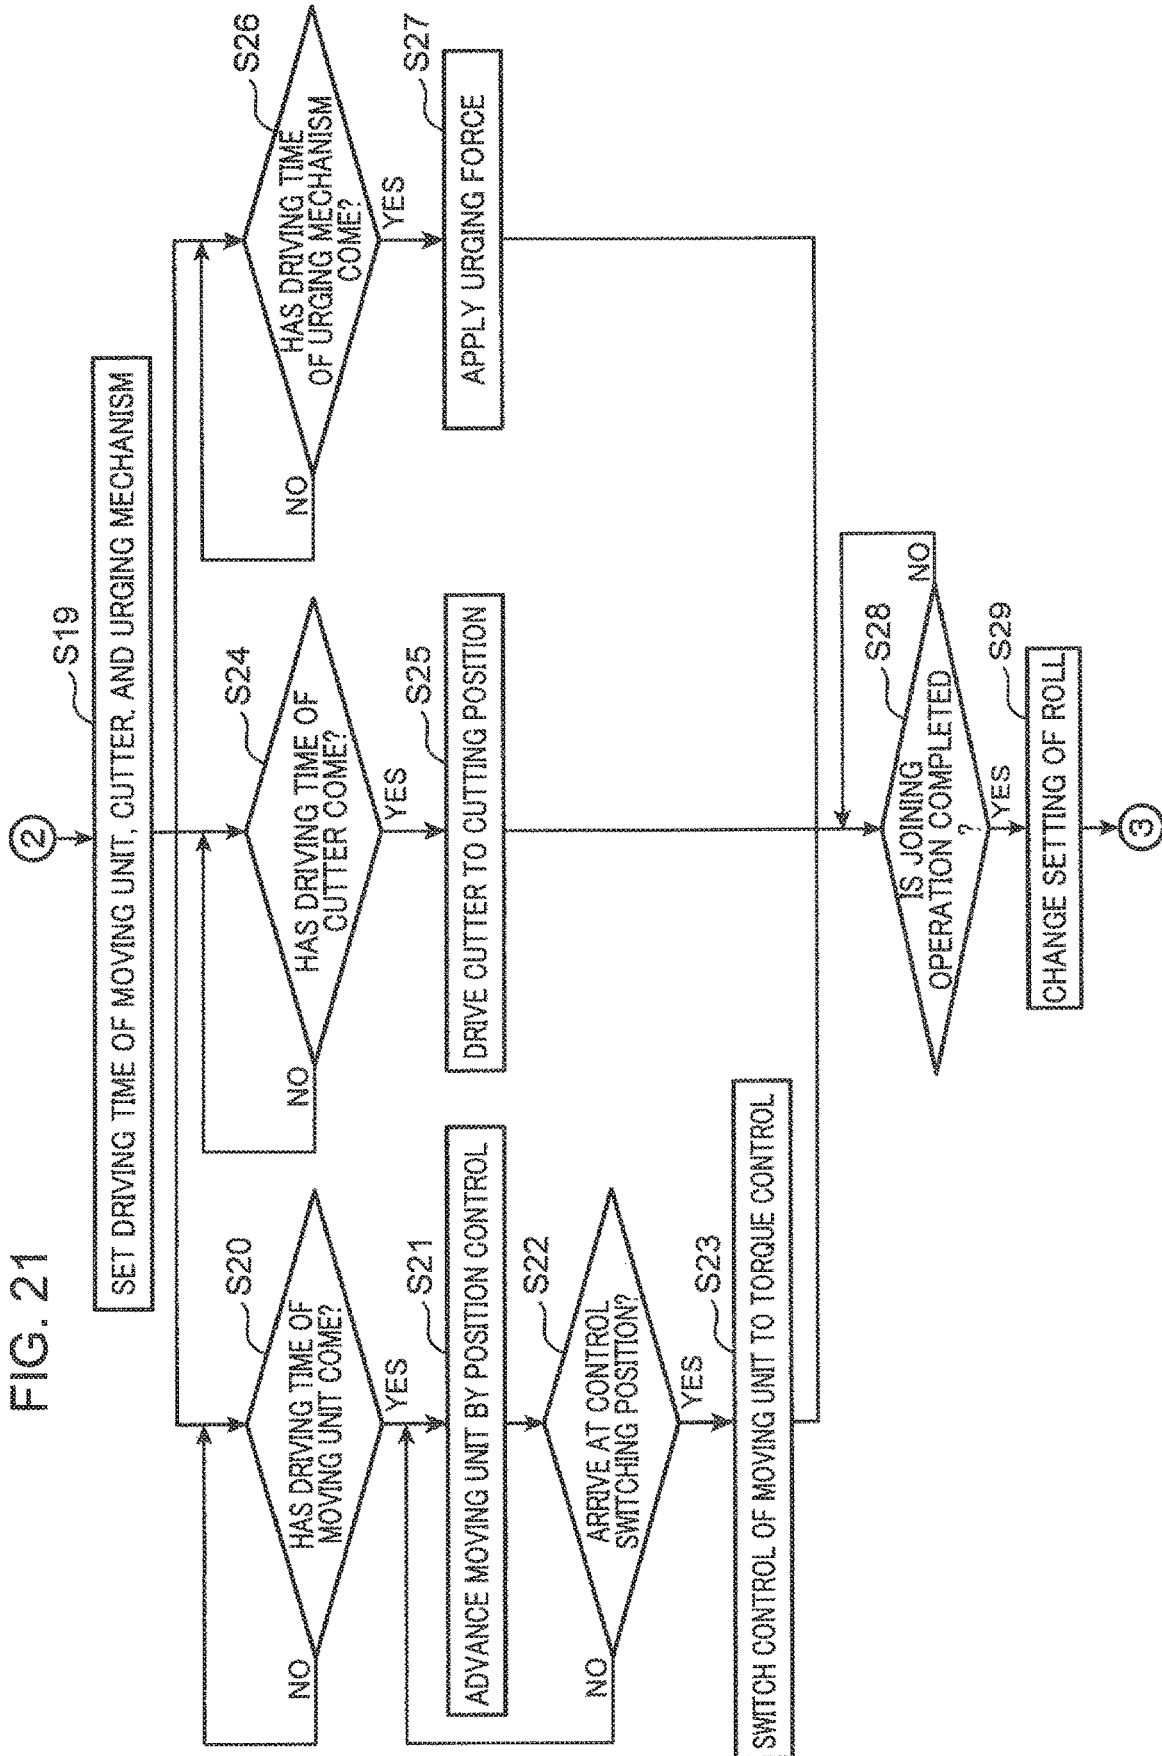 FIG. 21
2
S19
SET DRIVING TIME OF MOVING UNIT, CUTTER, AND URGING MECHANISM
S20
HAS DRIVING TIME OF
MOVING UNIT COME?
NO
YES
S21
ADVANCE MOVING UNIT BY POSITION CONTROL
S22
ARRIVE AT CONTROL
SWITCHING POSITION?
NO
YES
S23
SWITCH CONTROL OF MOVING UNIT TO TORQUE CONTROL
S24
HAS DRIVING TIME OF
CUTTER COME?
NO
YES
S25
DRIVE CUTTER TO CUTTING POSITION
S26
HAS DRIVING TIME
OF URGING MECHANISM
COME?
NO
YES
S27
APPLY URGING FORCE
S28
IS JOINING
OPERATION COMPLETED
?
NO
YES
S29
CHANGE SETTING OF ROLL
3